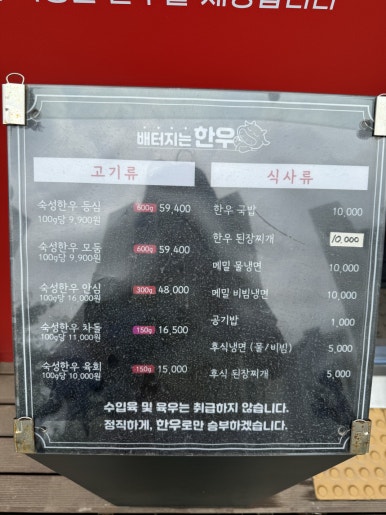 한우만을 제공합니다
배터지는 한우
고기류
숙성한우 등심 600g 59,400
100g당 9,900원
숙성한우 모둠 600g 59,400
100g당 9,900원
숙성한우 안심 300g 48,000
100g당 16,000원
숙성한우 차돌 150g 16,500
100g당 11,000원
숙성한우 육회 150g 15,000
100g당 10,000원
식사류
한우 국밥 10,000
한우 된장찌개 10,000
메밀 물냉면 10,000
메밀 비빔냉면 10,000
공기밥 1,000
후식냉면 (물/비빔) 5,000
후식 된장찌개 5,000
수입육 및 육우는 취급하지 않습니다.
정직하게, 한우로만 승부하겠습니다.